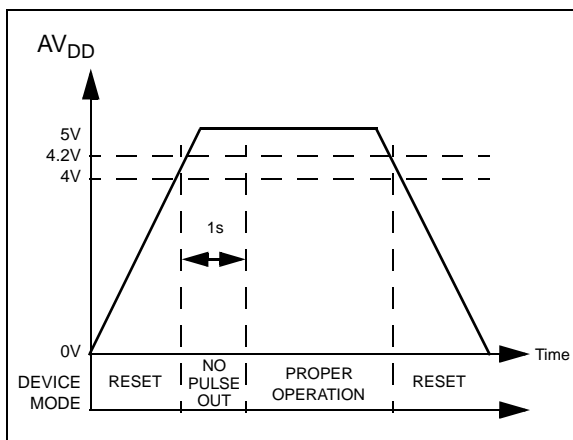 AVDD
5V
4.2V
4V
1s
0V
Time
DEVICE
MODE
RESET
NO
PULSE
OUT
PROPER
OPERATION
RESET